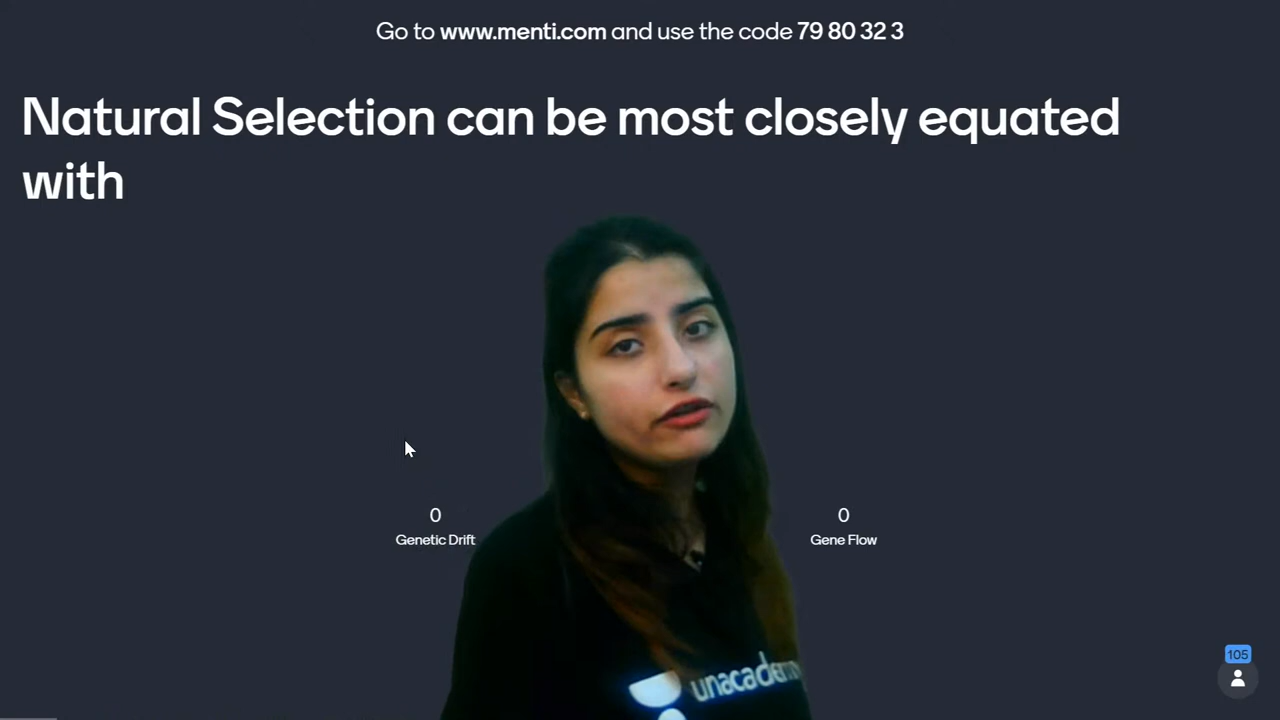 Go to www.menti.com and use the code 79 80 32 3
Natural Selection can be most closely equated
with
0
Genetic Drift
0
Gene Flow
unacademy
105